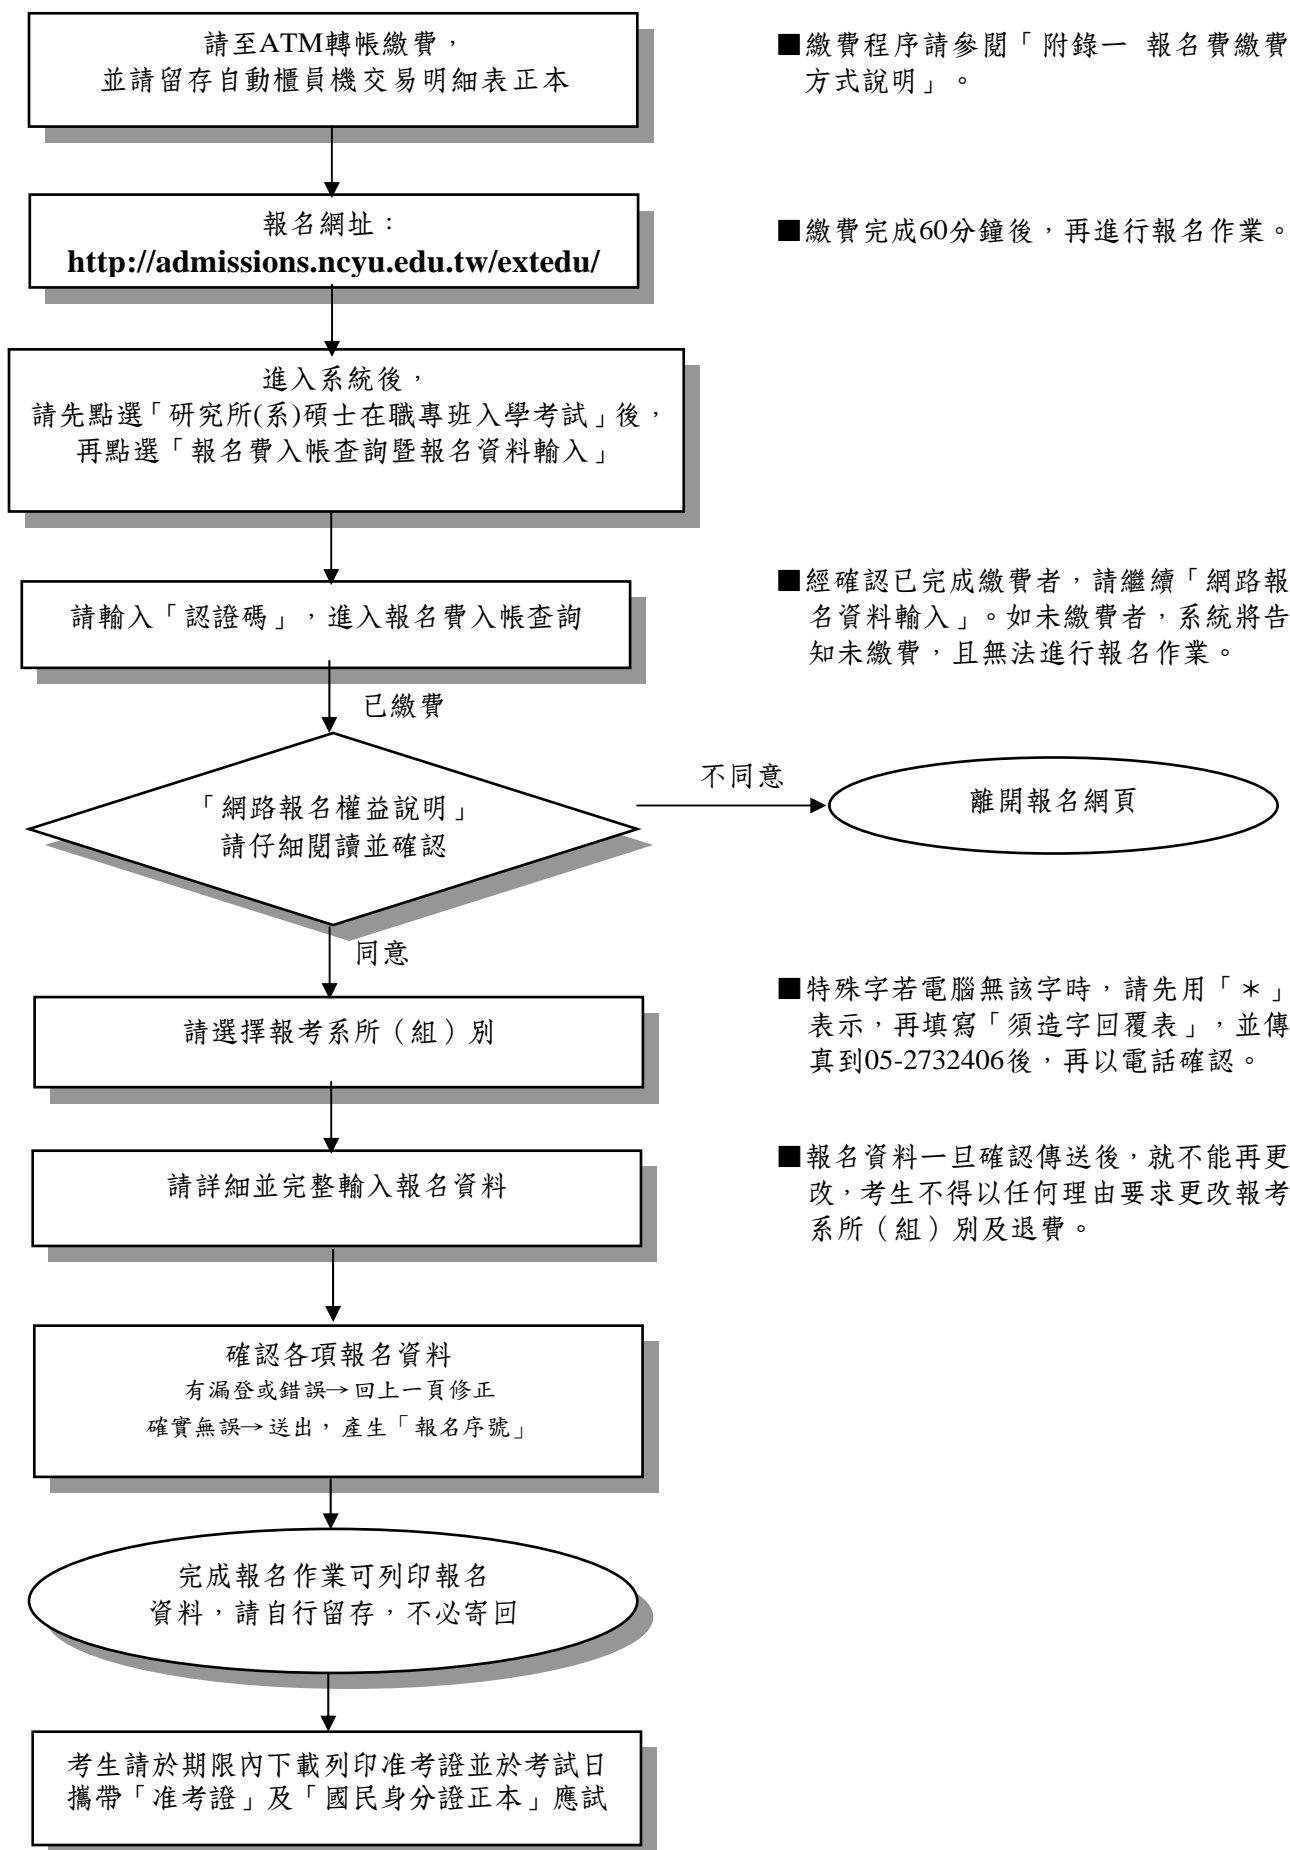 請至ATM轉帳繳費，
並請留存自動櫃員機交易明細表正本
■繳費程序請參閱「附錄一 報名費繳費
方式說明」。
報名網址：
http://admissions.ncyu.edu.tw/extedu/
■繳費完成60分鐘後，再進行報名作業。
進入系統後，
請先點選「研究所(系)碩士在職專班入學考試」後，
再點選「報名費入帳查詢暨報名資料輸入」
請輸入「認證碼」，進入報名費入帳查詢
■經確認已完成繳費者，請繼續「網路報
名資料輸入」。如未繳費者，系統將告
知未繳費，且無法進行報名作業。
已繳費
「網路報名權益說明」
請仔細閱讀並確認
不同意
離開報名網頁
同意
請選擇報考系所（組）別
■特殊字若電腦無該字時，請先用「＊」
表示，再填寫「須造字回覆表」，並傳
真到05-2732406後，再以電話確認。
請詳細並完整輸入報名資料
■報名資料一旦確認傳送後，就不能再更
改，考生不得以任何理由要求更改報考
系所（組）別及退費。
確認各項報名資料
有漏登或錯誤→回上一頁修正
確實無誤→送出，產生「報名序號」
完成報名作業可列印報名
資料，請自行留存，不必寄回
考生請於期限內下載列印准考證並於考試日
攜帶「准考證」及「國民身分證正本」應試